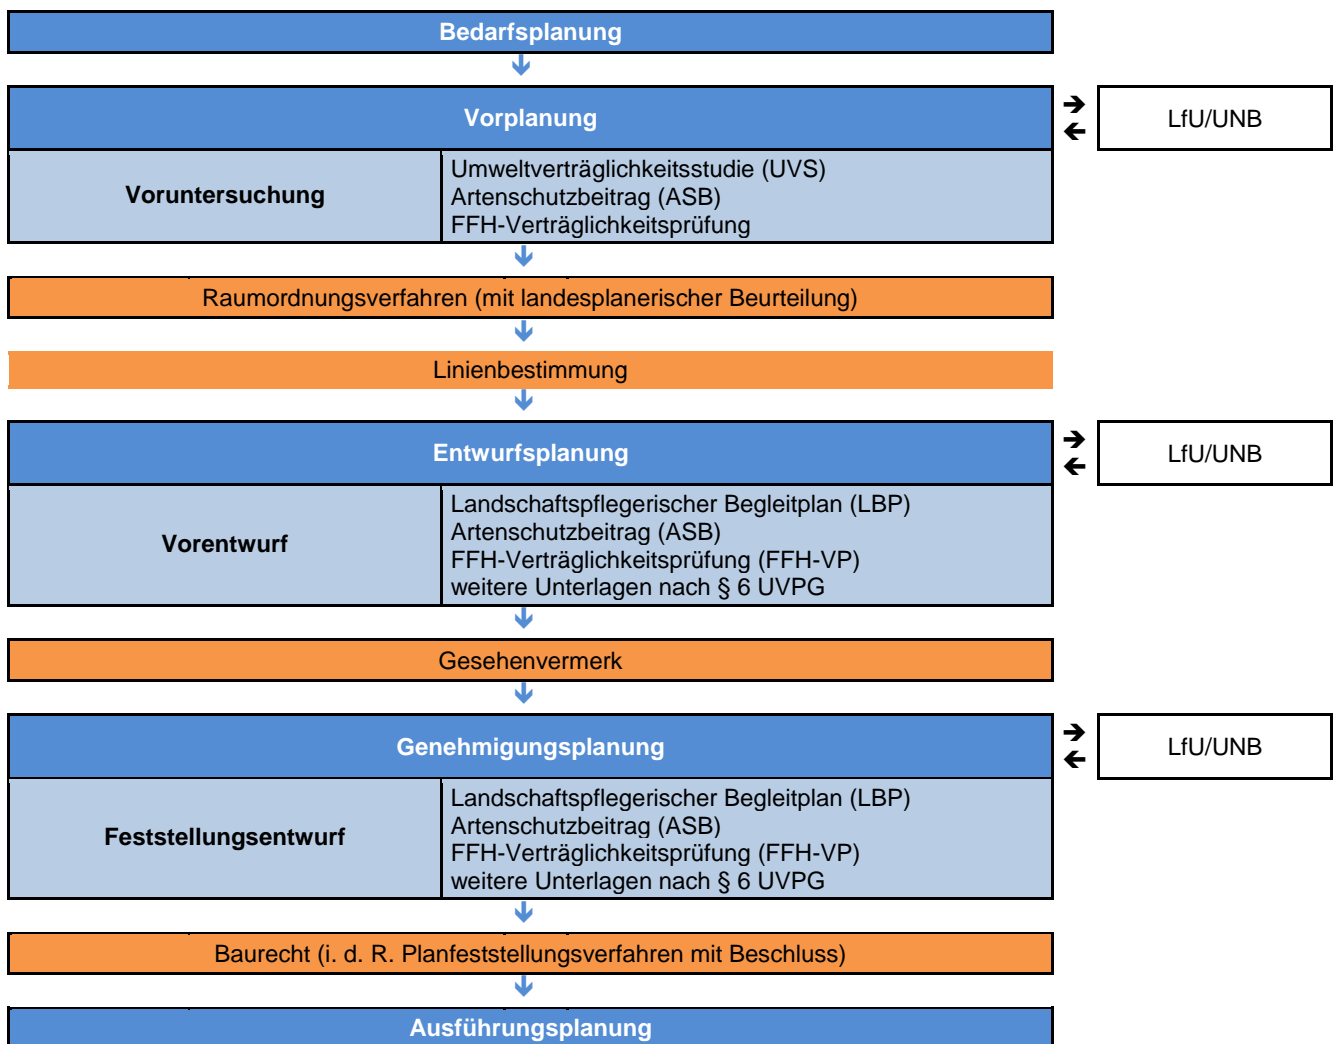 Bedarfsplanung
Vorplanung
LfU/UNB
Voruntersuchung
Umweltverträglichkeitsstudie (UVS)
Artenschutzbeitrag (ASB)
FFH-Verträglichkeitsprüfung
Raumordnungsverfahren (mit landesplanerischer Beurteilung)
Linienbestimmung
Entwurfsplanung
LfU/UNB
Vorentwurf
Landschaftspflegerischer Begleitplan (LBP)
Artenschutzbeitrag (ASB)
FFH-Verträglichkeitsprüfung (FFH-VP)
weitere Unterlagen nach § 6 UVPG
Gesehenvermerk
Genehmigungsplanung
LfU/UNB
Feststellungsentwurf
Landschaftspflegerischer Begleitplan (LBP)
Artenschutzbeitrag (ASB)
FFH-Verträglichkeitsprüfung (FFH-VP)
weitere Unterlagen nach § 6 UVPG
Baurecht (i. d. R. Planfeststellungsverfahren mit Beschluss)
Ausführungsplanung